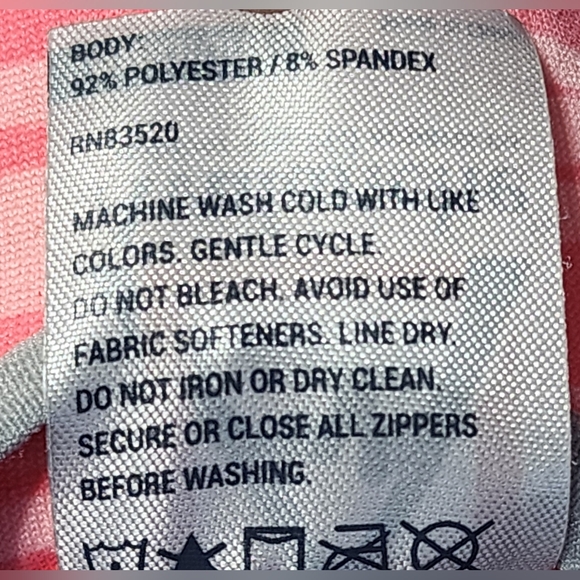 BODY:
92% POLYESTER / 8% SPANDEX
RN83520
MACHINE WASH COLD WITH LIKE
COLORS. GENTLE CYCLE.
DO NOT BLEACH. AVOID USE OF
FABRIC SOFTENERS. LINE DRY.
DO NOT IRON OR DRY CLEAN.
SECURE OR CLOSE ALL ZIPPERS
BEFORE WASHING.